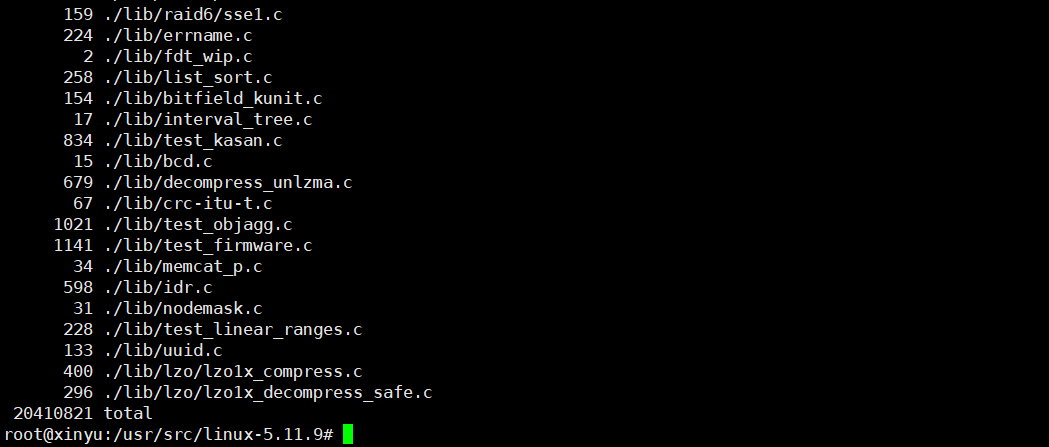 159 ./lib/raid6/sse1.c
224 ./lib/errname.c
2 ./lib/fdt_wip.c
258 ./lib/list_sort.c
154 ./lib/bitfield_kunit.c
17 ./lib/interval_tree.c
834 ./lib/test_kasan.c
15 ./lib/bcd.c
679 ./lib/decompress_unlzma.c
67 ./lib/crc-itu-t.c
1021 ./lib/test_objagg.c
1141 ./lib/test_firmware.c
34 ./lib/memcat_p.c
598 ./lib/idr.c
31 ./lib/nodemask.c
228 ./lib/test_linear_ranges.c
133 ./lib/uuid.c
400 ./lib/lzo/lzo1x_compress.c
296 ./lib/lzo/lzo1x_decompress_safe.c
20410821 total
root@xinyu:/usr/src/linux-5.11.9#